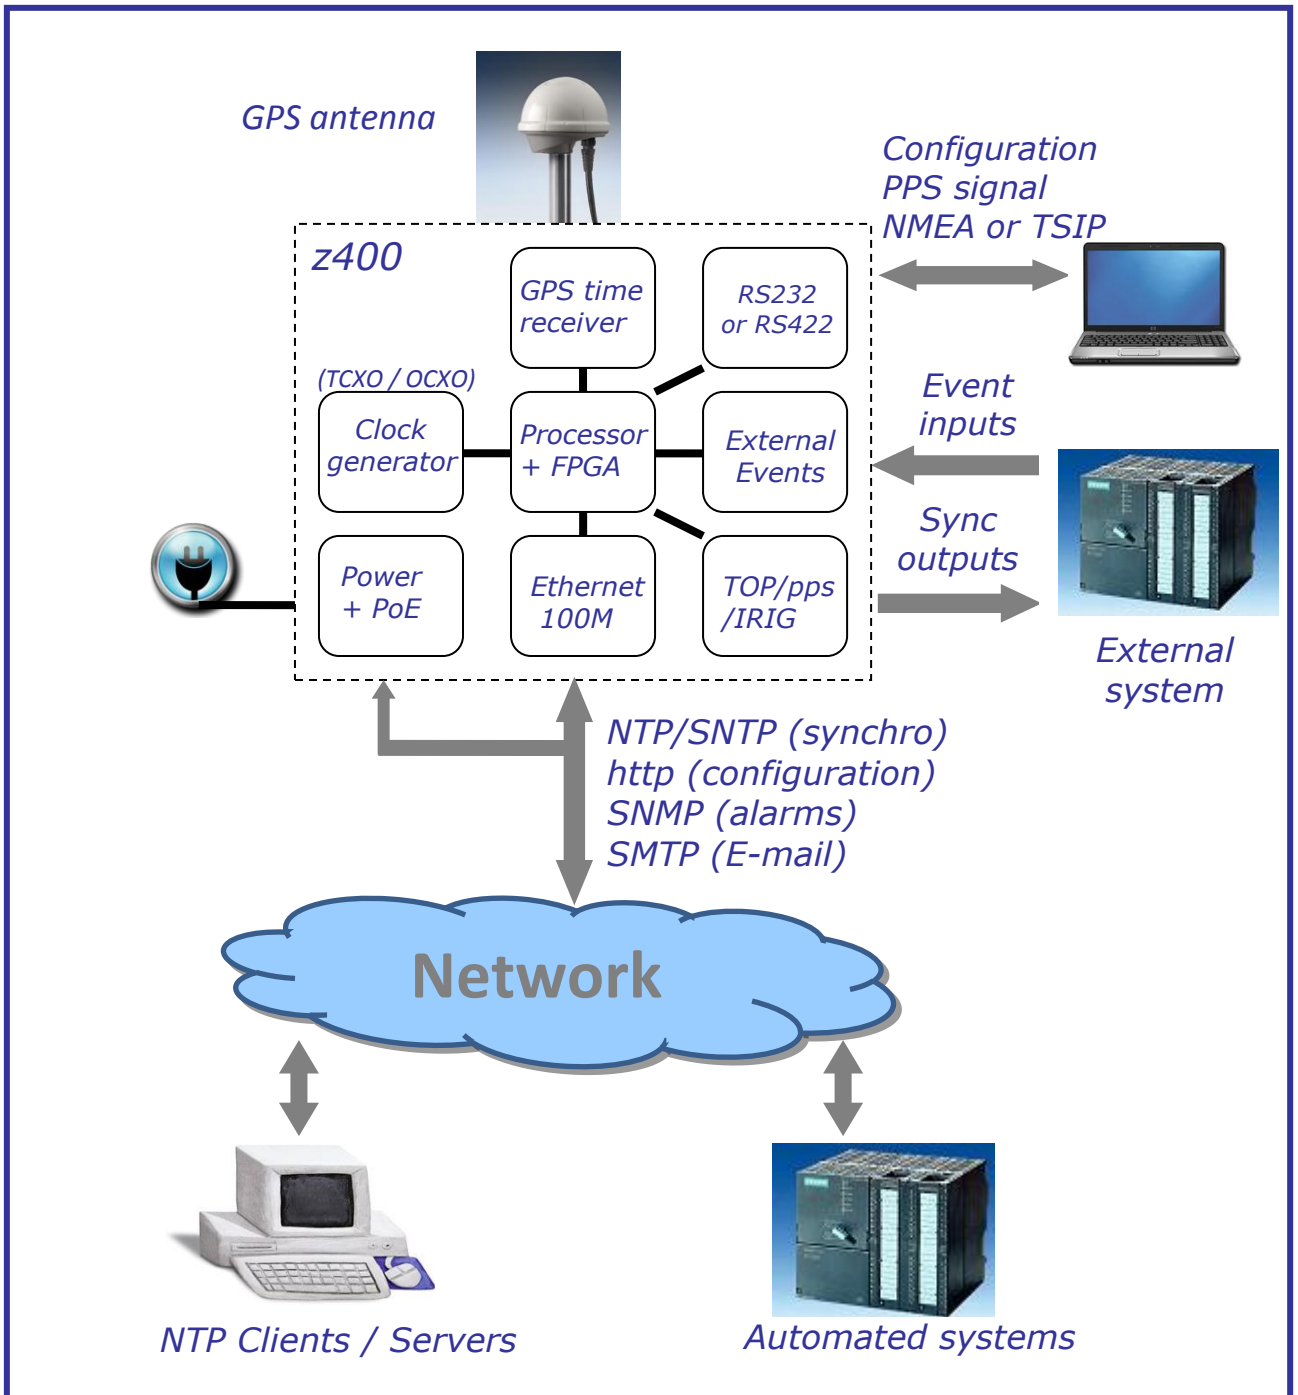 GPS antenna
Configuration
PPS signal
NMEA or TSIP
z400
GPS time
receiver
RS232
or RS422
(TCXO / OCXO)
Clock
generator
Processor
+ FPGA
External
Events
Event
inputs
Power
+ PoE
Ethernet
100M
TOP/pps
/IRIG
Sync
outputs
External
system
NTP/SNTP (synchro)
http (configuration)
SNMP (alarms)
SMTP (E-mail)
Network
NTP Clients / Servers
Automated systems